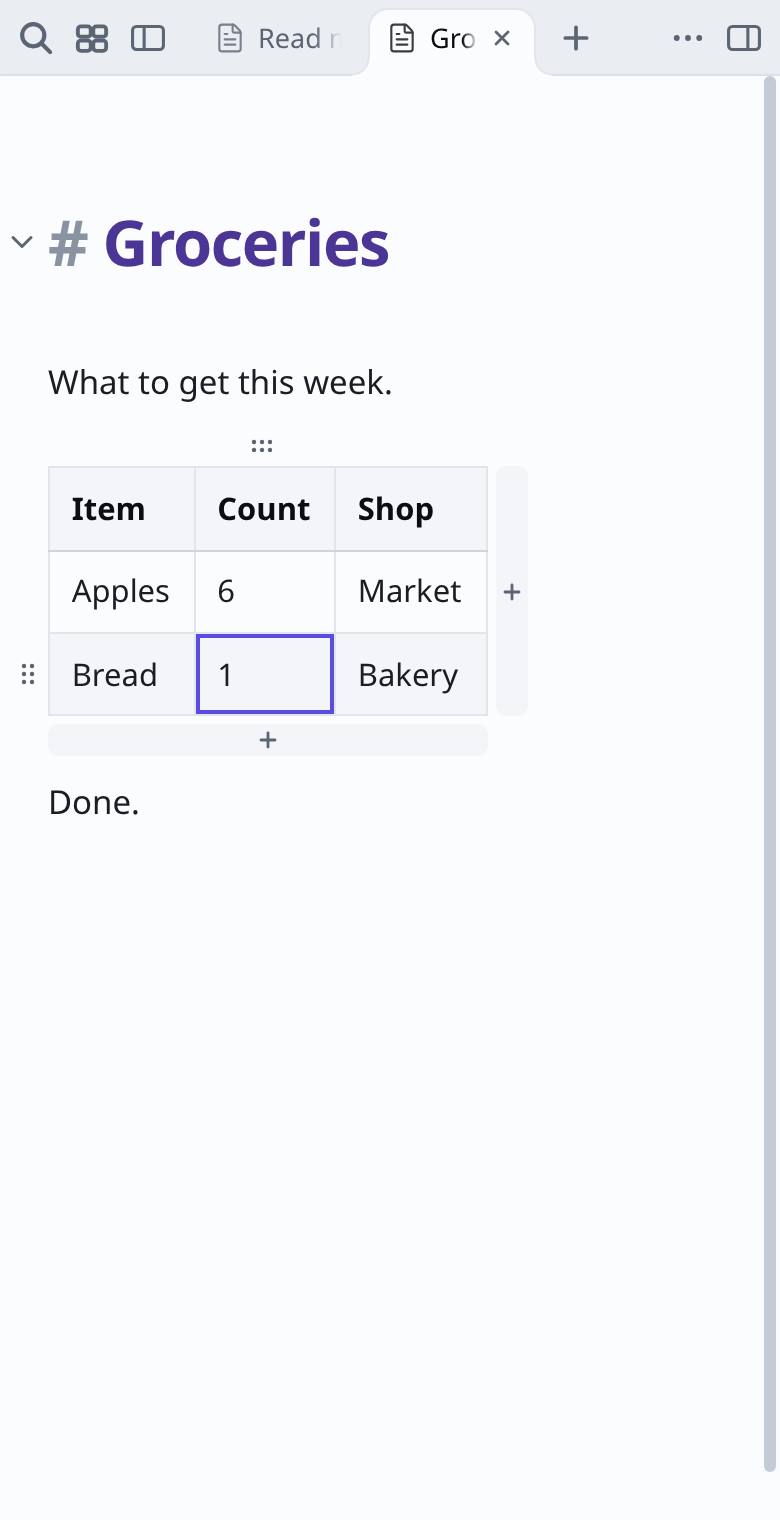 Read
Gro
# Groceries
What to get this week.
Item Count Shop
Apples 6 Market
Bread 1 Bakery
Done.